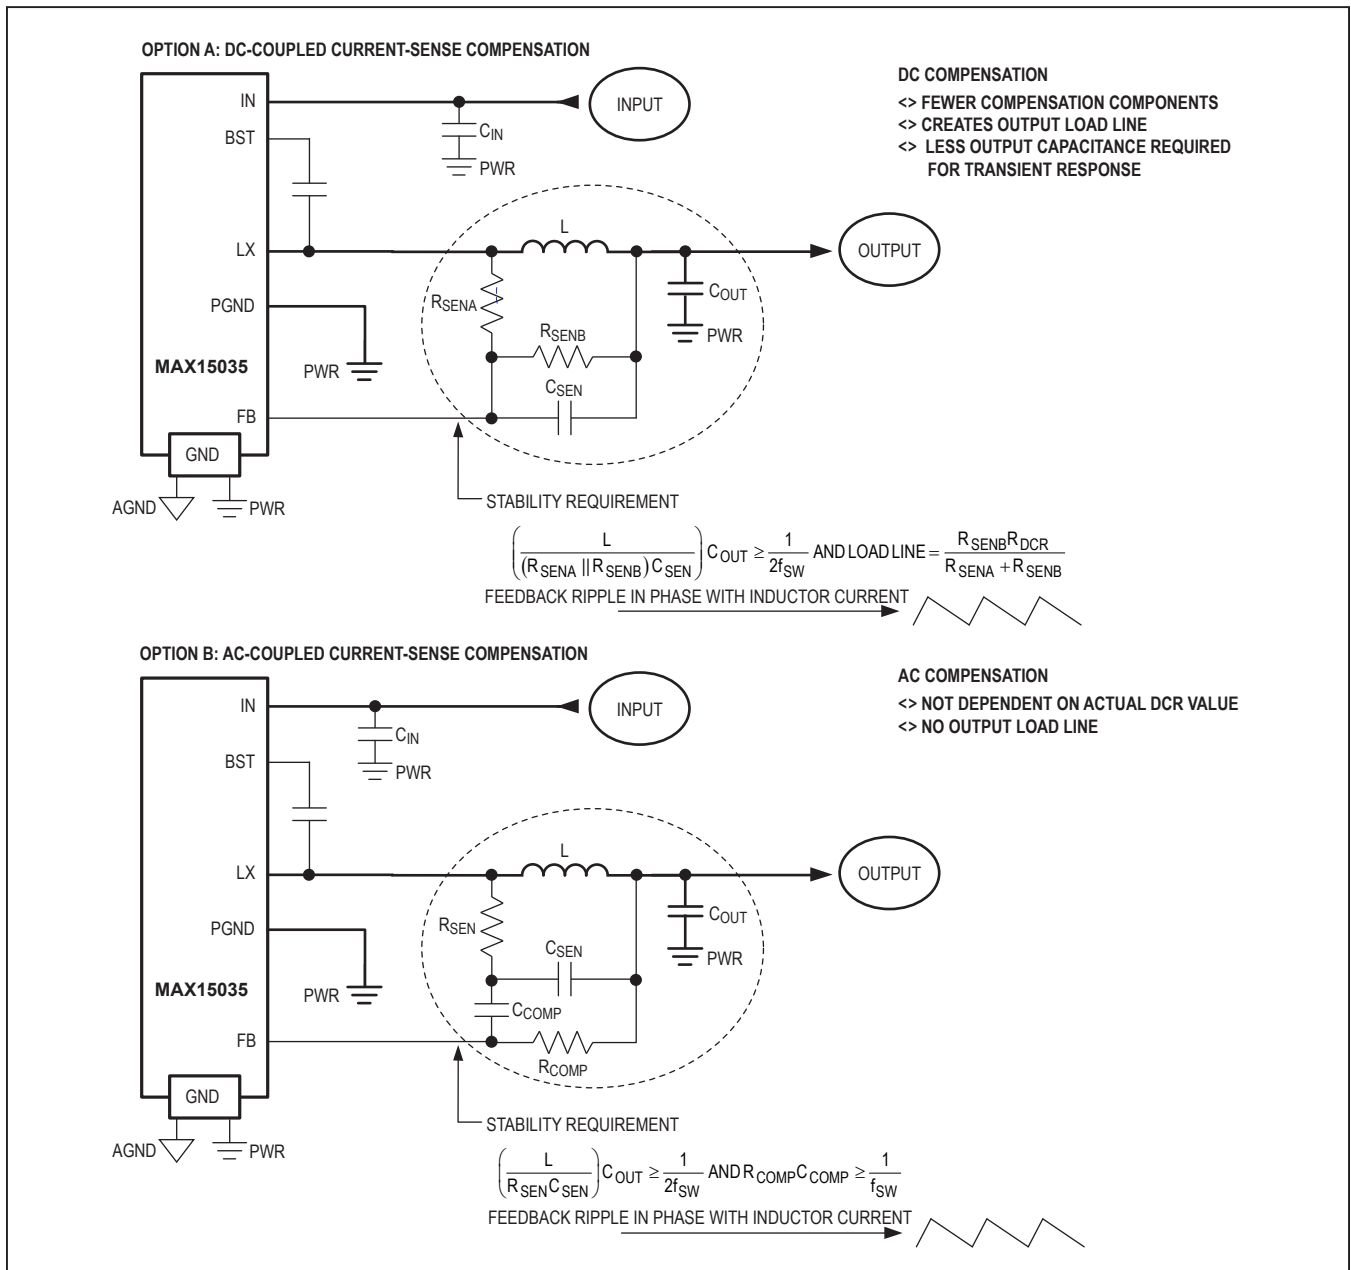 OPTION A: DC-COUPLED CURRENT-SENSE COMPENSATION
DC COMPENSATION
<> FEWER COMPENSATION COMPONENTS
<> CREATES OUTPUT LOAD LINE
<> LESS OUTPUT CAPACITANCE REQUIRED
FOR TRANSIENT RESPONSE
IN
INPUT
BST
C_IN
PWR
LX
L
OUTPUT
PGND
R_SENA
C_OUT
R_SENB
PWR
MAX15035
PWR
C_SEN
FB
GND
AGND
PWR
STABILITY REQUIREMENT
(L / ((R_SENA || R_SENB) C_SEN)) C_OUT ≥ 1 / 2f_SW AND LOAD LINE = R_SENB R_DCR / (R_SENA + R_SENB)
FEEDBACK RIPPLE IN PHASE WITH INDUCTOR CURRENT
OPTION B: AC-COUPLED CURRENT-SENSE COMPENSATION
AC COMPENSATION
<> NOT DEPENDENT ON ACTUAL DCR VALUE
<> NO OUTPUT LOAD LINE
IN
INPUT
C_IN
BST
PWR
LX
L
OUTPUT
R_SEN
C_OUT
PGND
C_SEN
PWR
MAX15035
PWR
C_COMP
FB
R_COMP
GND
AGND
PWR
STABILITY REQUIREMENT
(L / (R_SEN C_SEN)) C_OUT ≥ 1 / 2f_SW AND R_COMP C_COMP ≥ 1 / f_SW
FEEDBACK RIPPLE IN PHASE WITH INDUCTOR CURRENT